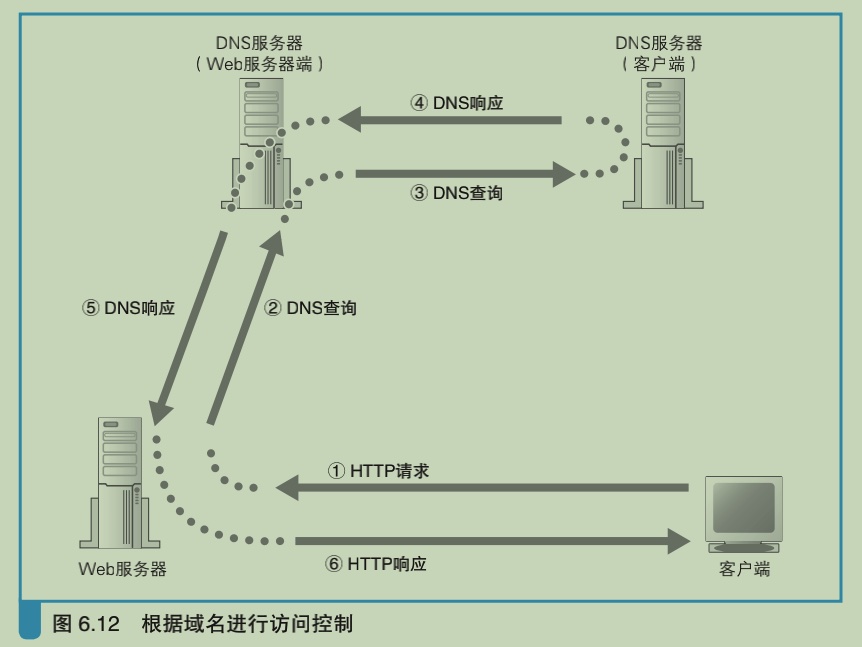 DNS服务器
（Web服务器端）
DNS服务器
（客户端）
④ DNS响应
③ DNS查询
⑤ DNS响应
② DNS查询
① HTTP请求
⑥ HTTP响应
Web服务器
客户端
图 6.12 根据域名进行访问控制